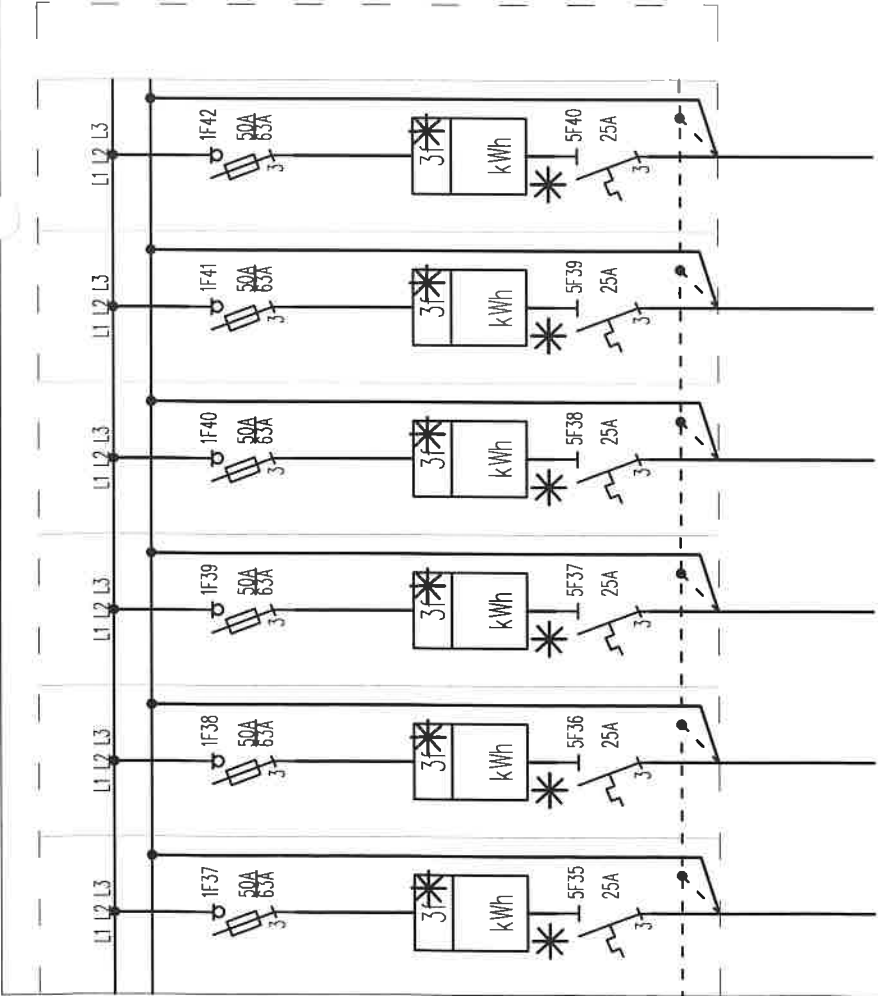 L1 L2 L3
1F42
50A
63A
3
3f
kWh
5F40
25A
3
L1 L2 L3
1F41
50A
63A
3
3f
kWh
5F39
25A
3
L1 L2 L3
1F40
50A
63A
3
3f
kWh
5F38
25A
3
L1 L2 L3
1F39
50A
63A
3
3f
kWh
5F37
25A
3
L1 L2 L3
1F38
50A
63A
3
3f
kWh
5F36
25A
3
L1 L2 L3
1F37
50A
63A
3
3f
kWh
5F35
25A
3